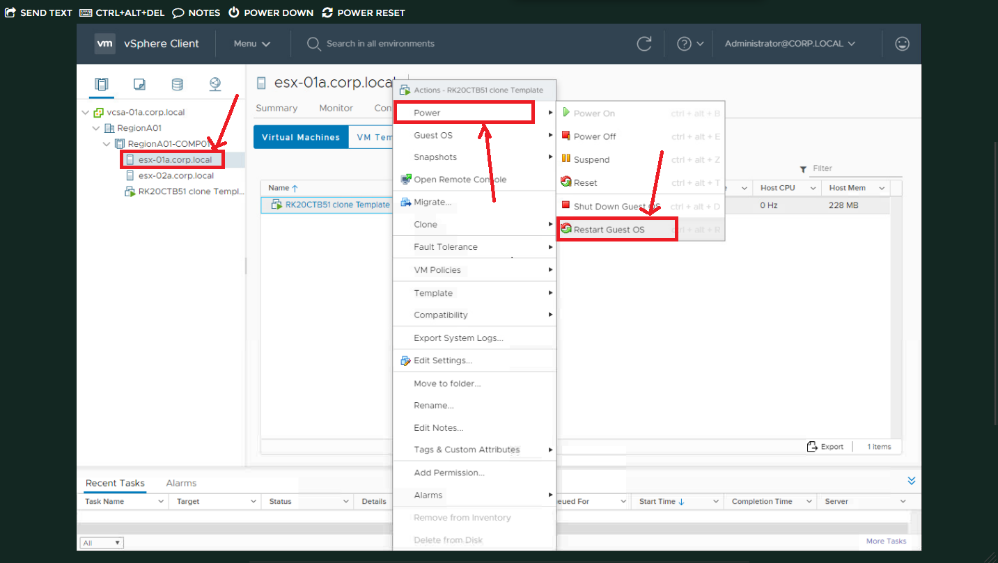 SEND TEXT CTRL+ALT+DEL NOTES POWER DOWN POWER RESET
vm vSphere Client Menu Search in all environments Administrator@CORP.LOCAL
esx-01a.corp.local
Summary Monitor
Virtual Machines
vcsa-01a.corp.local
RegionA01
RegionA01-COMP01
esx-01a.corp.local
esx-02a.corp.local
RK20CTB51 clone Templ...
Name
RK20CTB51 clone Template
Actions - RK20CTB51 clone Template
Power
Guest OS
Snapshots
Open Remote Console
Migrate...
Clone
Fault Tolerance
VM Policies
Template
Compatibility
Export System Logs...
Edit Settings...
Move to folder...
Rename...
Edit Notes...
Tags & Custom Attributes
Add Permission...
Alarms
Remove from Inventory
Delete from Disk
Power On ctrl + alt + B
Power Off ctrl + alt + E
Suspend ctrl + alt + Z
Reset ctrl + alt + T
Shut Down Guest OS ctrl + alt + D
Restart Guest OS ctrl + alt + R
Filter
Host CPU Host Mem
0 Hz 228 MB
Export 1 items
Recent Tasks Alarms
Task Name Target Status Details Start Time Completion Time Server
All More Tasks